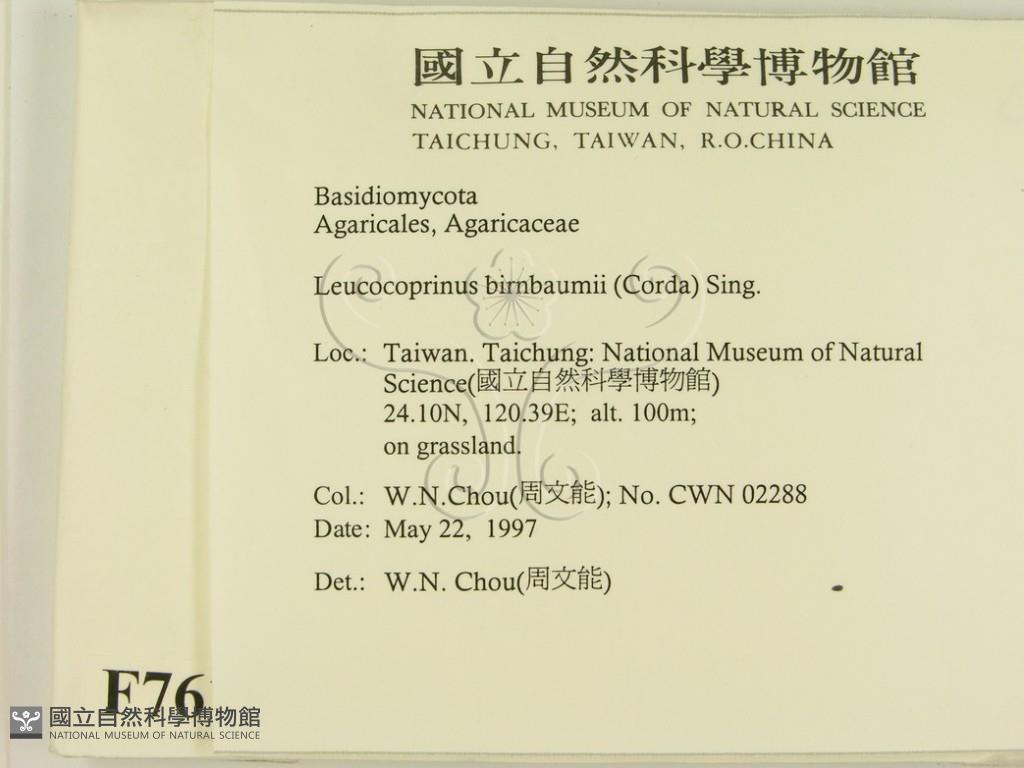 國立自然科學博物館
NATIONAL MUSEUM OF NATURAL SCIENCE
TAICHUNG, TAIWAN, R.O.CHINA
Basidiomycota
Agaricales, Agaricaceae
Leucocoprinus birnbaumii (Corda) Sing.
Loc.: Taiwan. Taichung: National Museum of Natural
Science(國立自然科學博物館)
24.10N, 120.39E; alt. 100m;
on grassland.
Col.: W.N.Chou(周文能); No. CWN 02288
Date: May 22, 1997
Det.: W.N. Chou(周文能)
F76
國立自然科學博物館
NATIONAL MUSEUM OF NATURAL SCIENCE